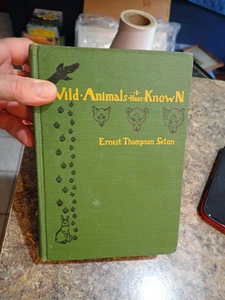 Wild · Animals · I · have · Known
Ernest Thompson Seton